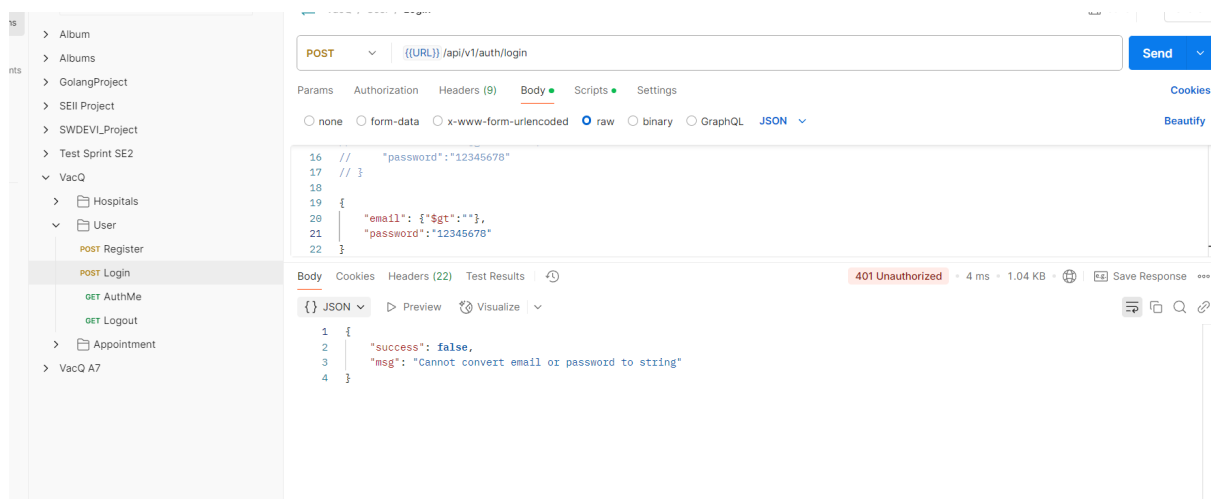 ns
nts
Album
Albums
GolangProject
SEII Project
SWDEVI_Project
Test Sprint SE2
VacQ
Hospitals
User
POST Register
POST Login
GET AuthMe
GET Logout
Appointment
VacQ A7
POST {{URL}} /api/v1/auth/login
Send
Params Authorization Headers (9) Body Scripts Settings Cookies
none form-data x-www-form-urlencoded raw binary GraphQL JSON Beautify
16 // "password":"12345678"
17 // }
18
19 {
20 "email": {"$gt":""},
21 "password":"12345678"
22 }
Body Cookies Headers (22) Test Results 401 Unauthorized 4 ms 1.04 KB e.g. Save Response
{} JSON Preview Visualize
1 {
2 "success": false,
3 "msg": "Cannot convert email or password to string"
4 }